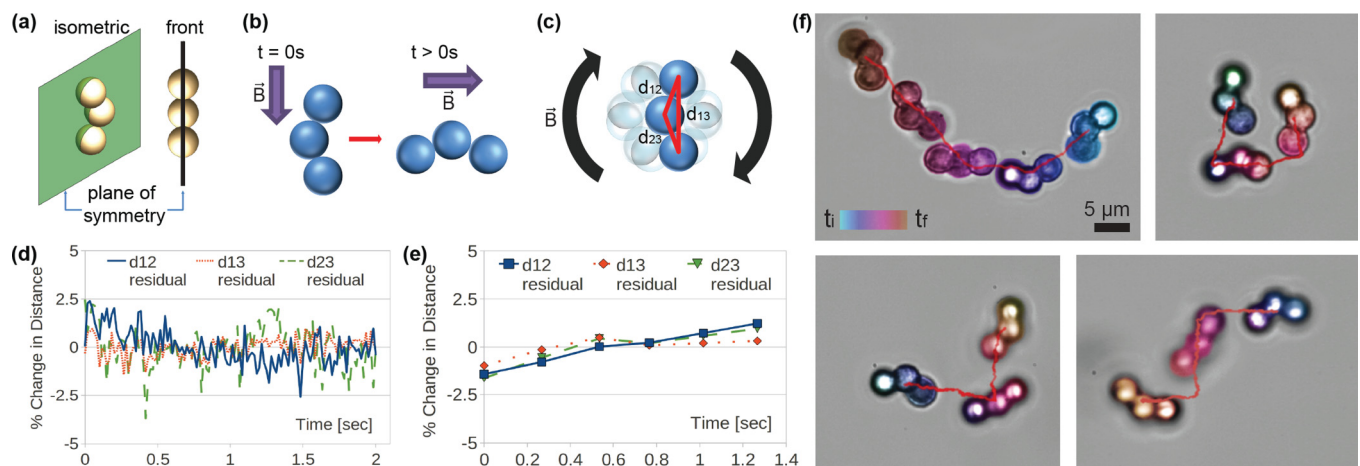 (a)
isometric
front
plane of
symmetry
(b)
t = 0s
t > 0s
B
B
(c)
d12
d13
d23
B
(d)
% Change in Distance
5
2.5
0
-2.5
-5
d12
residual
d13
residual
d23
residual
Time [sec]
0
0.5
1
1.5
2
(e)
% Change in Distance
5
2.5
0
-2.5
-5
d12
residual
d13
residual
d23
residual
Time [sec]
0
0.2
0.4
0.6
0.8
1
1.2
1.4
(f)
ti
tf
5 µm